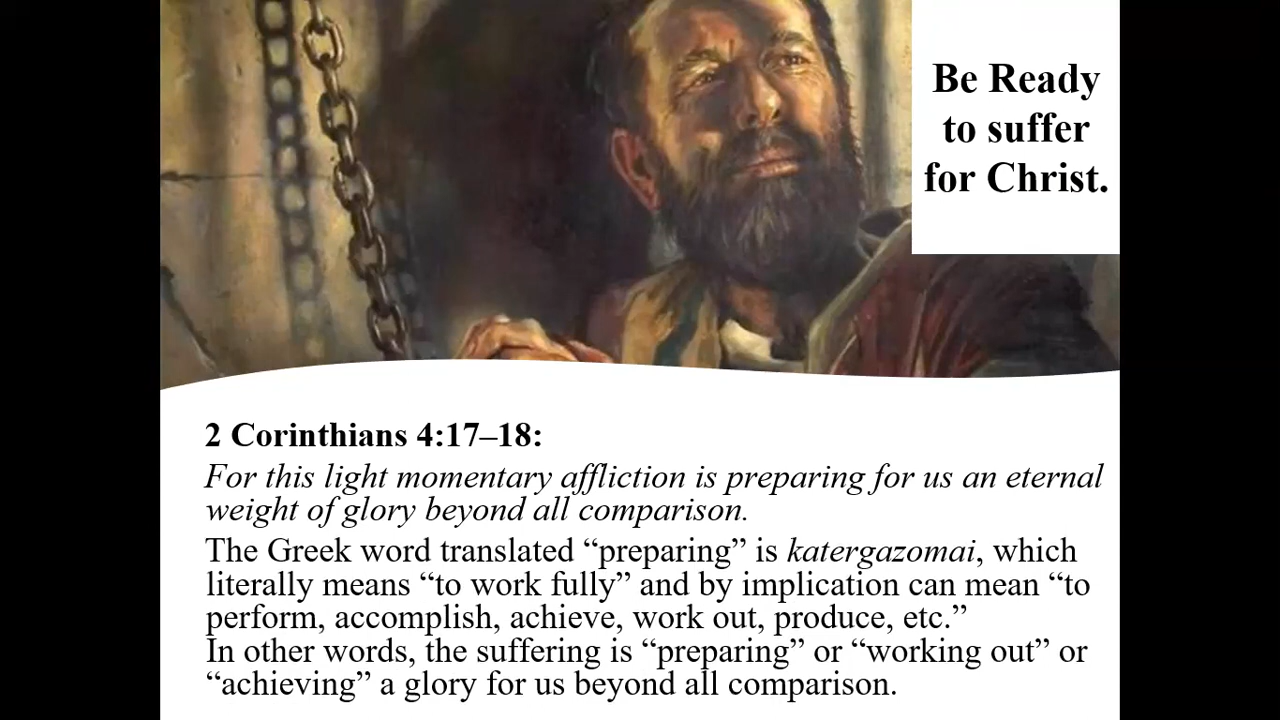 Be Ready
to suffer
for Christ.
2 Corinthians 4:17–18:
For this light momentary affliction is preparing for us an eternal
weight of glory beyond all comparison.
The Greek word translated “preparing” is katergazomai, which
literally means “to work fully” and by implication can mean “to
perform, accomplish, achieve, work out, produce, etc.”
In other words, the suffering is “preparing” or “working out” or
“achieving” a glory for us beyond all comparison.